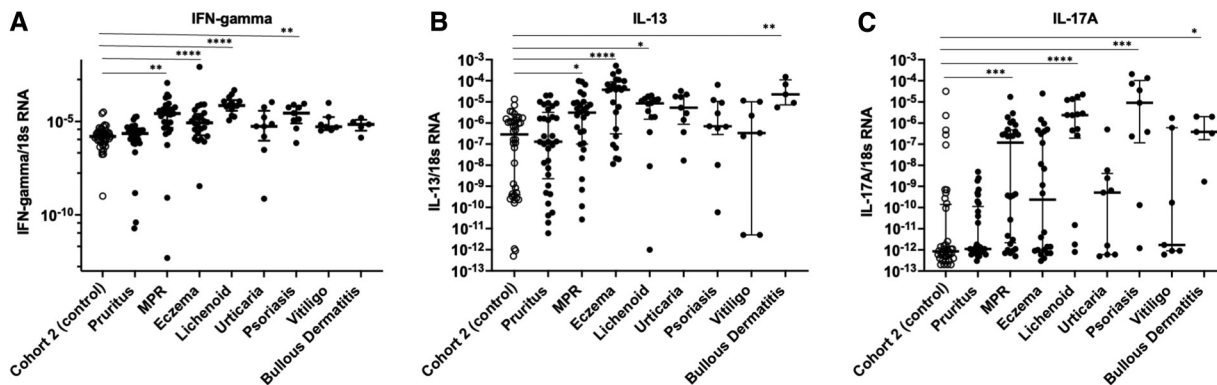 A
IFN-gamma
**
****
****
**
IFN-gamma/18s RNA
10-5
10-10
Cohort 2 (control)
Pruritus
MPR
Eczema
Lichenoid
Urticaria
Psoriasis
Vitiligo
Bullous Dermatitis
B
IL-13
**
*
****
*
IL-13/18s RNA
10-3
10-4
10-5
10-6
10-7
10-8
10-9
10-10
10-11
10-12
10-13
Cohort 2 (control)
Pruritus
MPR
Eczema
Lichenoid
Urticaria
Psoriasis
Vitiligo
Bullous Dermatitis
C
IL-17A
*
***
****
***
IL-17A/18s RNA
10-3
10-4
10-5
10-6
10-7
10-8
10-9
10-10
10-11
10-12
10-13
Cohort 2 (control)
Pruritus
MPR
Eczema
Lichenoid
Urticaria
Psoriasis
Vitiligo
Bullous Dermatitis